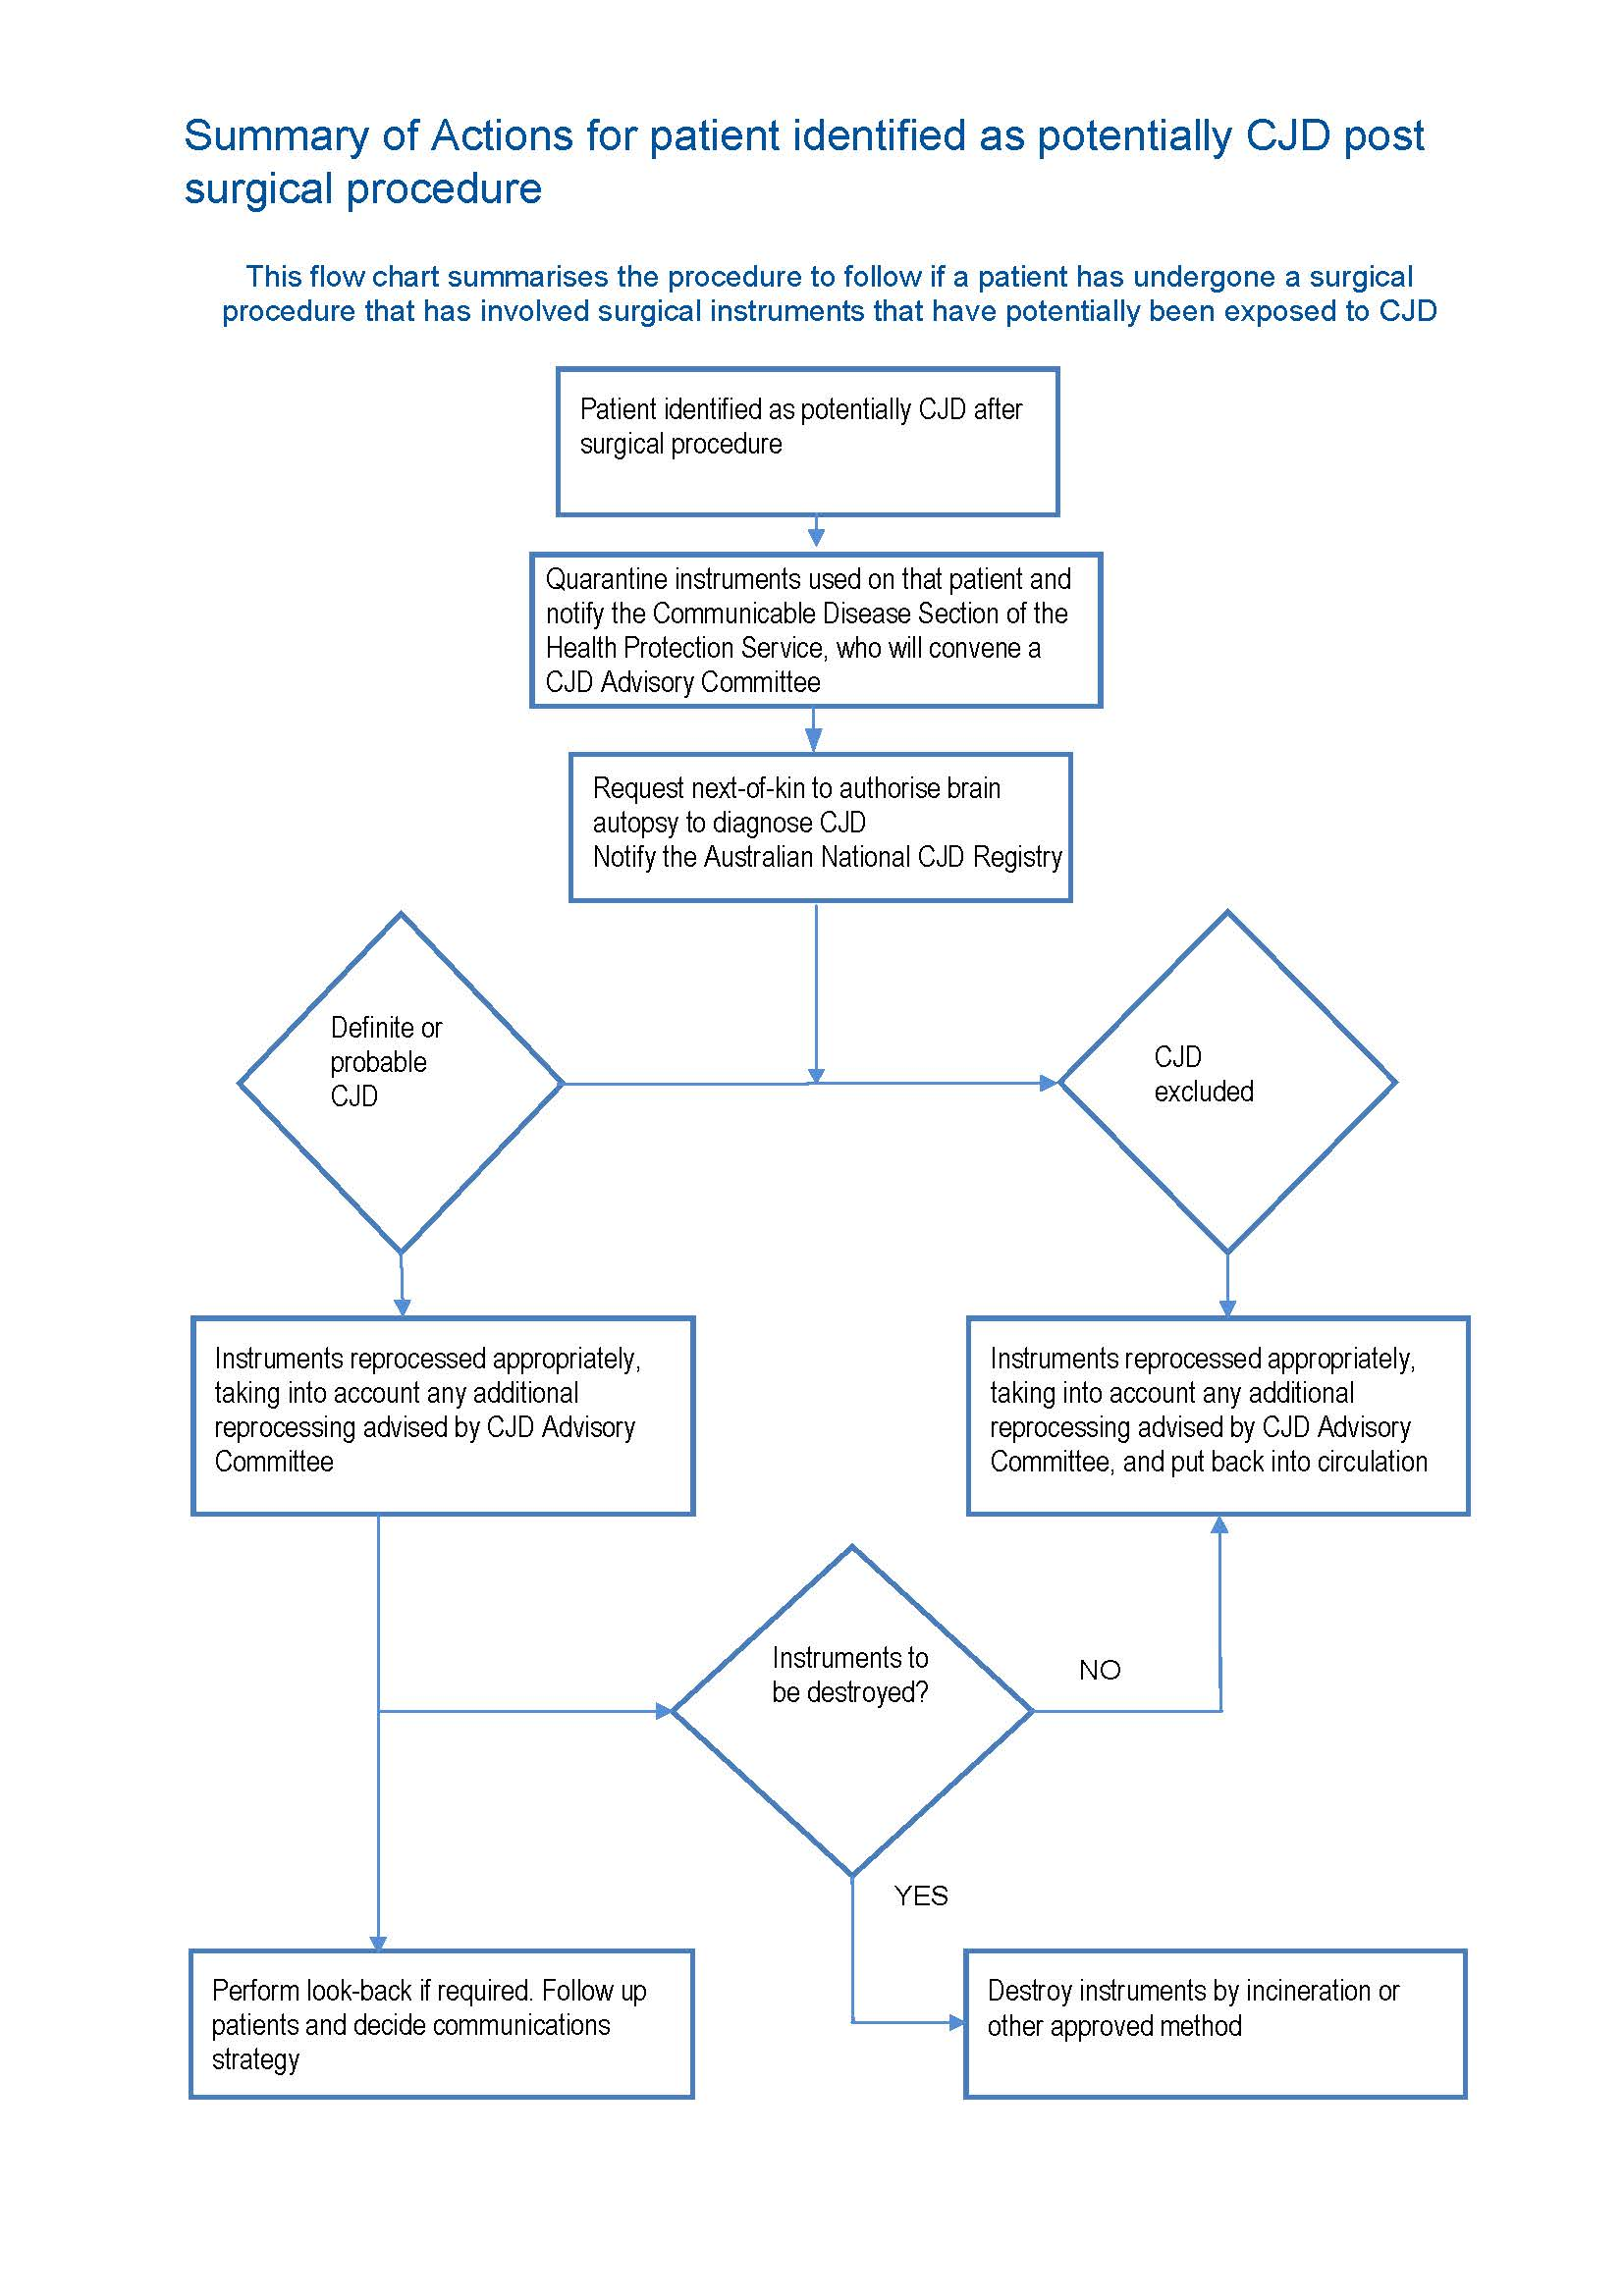 Summary of Actions for patient identified as potentially CJD post
surgical procedure
This flow chart summarises the procedure to follow if a patient has undergone a surgical
procedure that has involved surgical instruments that have potentially been exposed to CJD
Patient identified as potentially CJD after
surgical procedure
Quarantine instruments used on that patient and
notify the Communicable Disease Section of the
Health Protection Service, who will convene a
CJD Advisory Committee
Request next-of-kin to authorise brain
autopsy to diagnose CJD
Notify the Australian National CJD Registry
Definite or
probable
CJD
CJD
excluded
Instruments reprocessed appropriately,
taking into account any additional
reprocessing advised by CJD Advisory
Committee
Instruments reprocessed appropriately,
taking into account any additional
reprocessing advised by CJD Advisory
Committee, and put back into circulation
Instruments to
be destroyed?
NO
YES
Perform look-back if required. Follow up
patients and decide communications
strategy
Destroy instruments by incineration or
other approved method